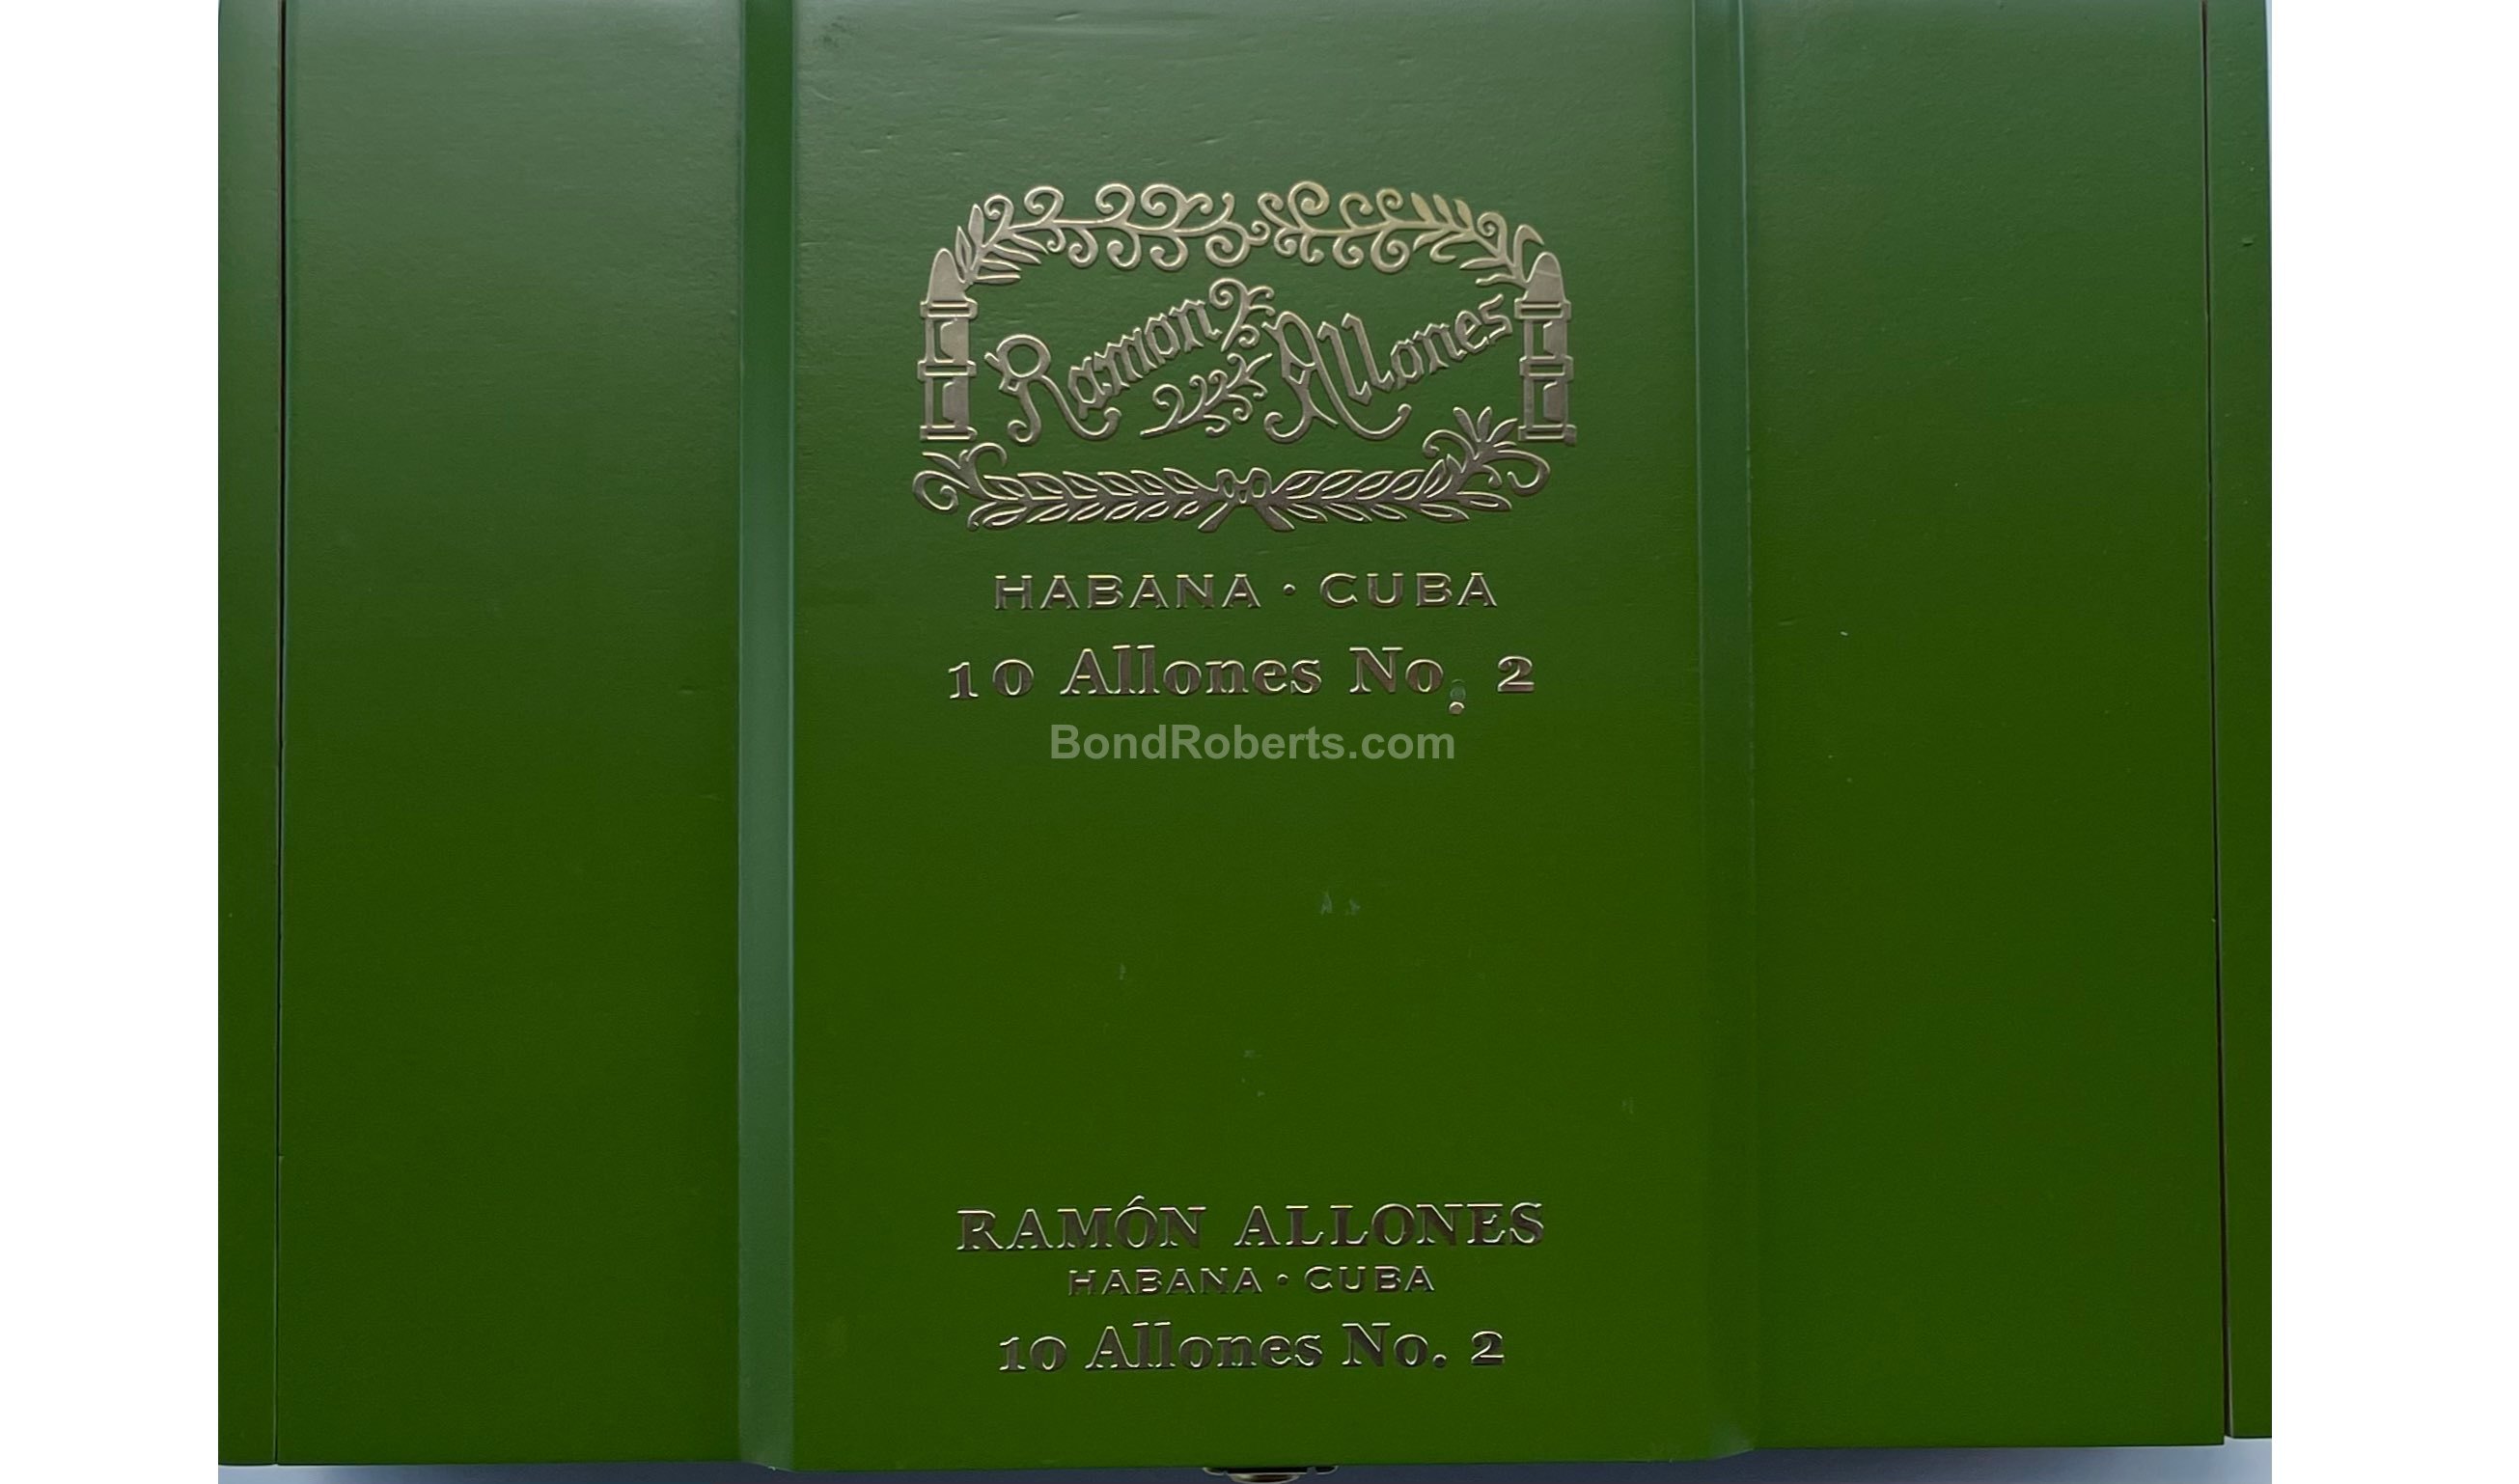 Ramon Allones
HABANA · CUBA
10 Allones No. 2
BondRoberts.com
RAMÓN ALLONES
HABANA · CUBA
10 Allones No. 2